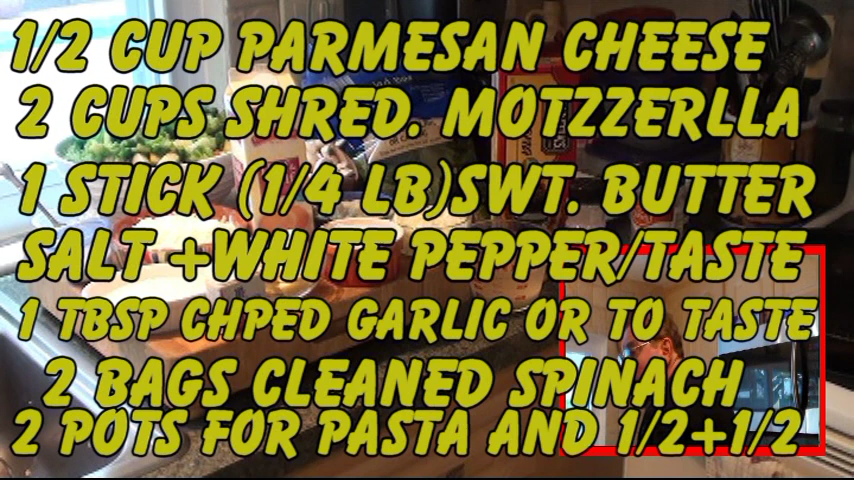 1/2 CUP PARMESAN CHEESE
2 CUPS SHRED. MOTZZERLLA
1 STICK (1/4 LB)SWT. BUTTER
SALT +WHITE PEPPER/TASTE
1 TBSP CHPED GARLIC OR TO TASTE
2 BAGS CLEANED SPINACH
2 POTS FOR PASTA AND 1/2+1/2